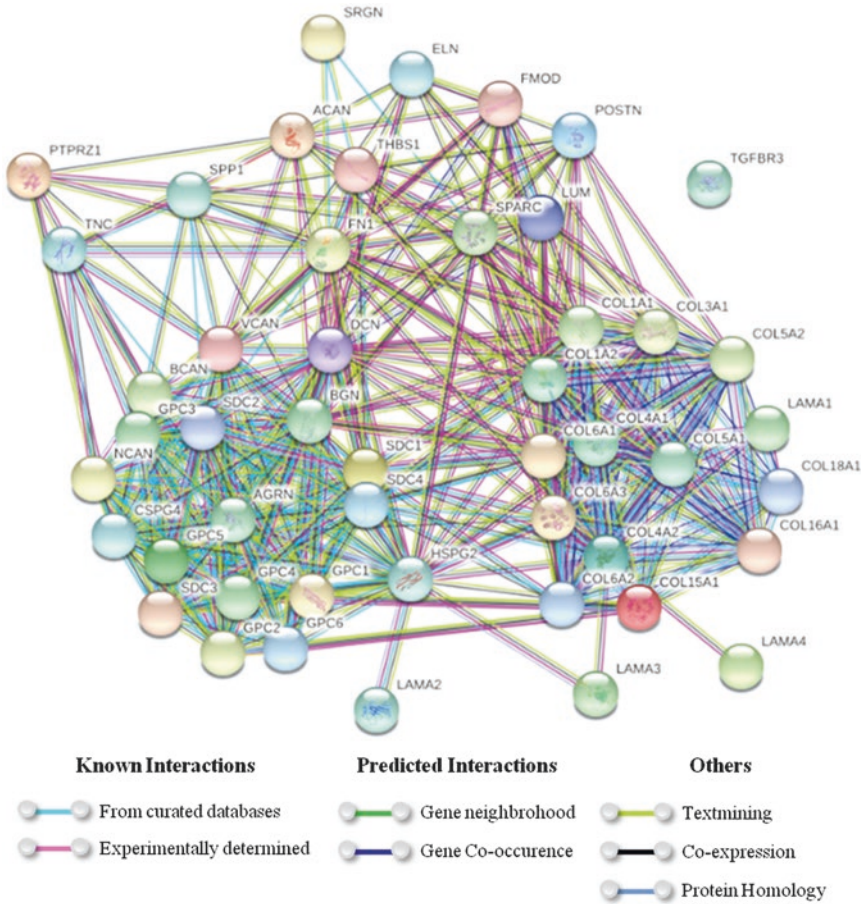 SRGN
ELN
FMOD
ACAN
POSTN
THBS1
PTPRZ1
SPP1
TGFBR3
LUM
SPARC
TNC
FN1
COL1A1
COL3A1
VCAN
DCN
COL5A2
COL1A2
BCAN
BGN
GPC3
SDC2
LAMA1
COL6A1
COL4A1
SDC1
COL5A1
NCAN
COL18A1
SDC4
AGRN
COL6A3
CSPG4
COL16A1
GPC5
HSPG2
COL4A2
SDC3
GPC4
GPC1
COL6A2
COL15A1
GPC2
GPC6
LAMA4
LAMA3
LAMA2
Known Interactions
From curated databases
Experimentally determined
Predicted Interactions
Gene neighbrohood
Gene Co-occurence
Others
Textmining
Co-expression
Protein Homology